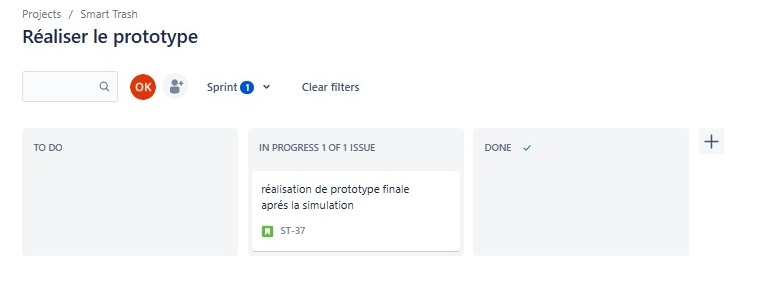 Projects / Smart Trash
Réaliser le prototype
OK
Sprint 1
Clear filters
TO DO
IN PROGRESS 1 OF 1 ISSUE
DONE
réalisation de prototype finale
aprés la simulation
ST-37